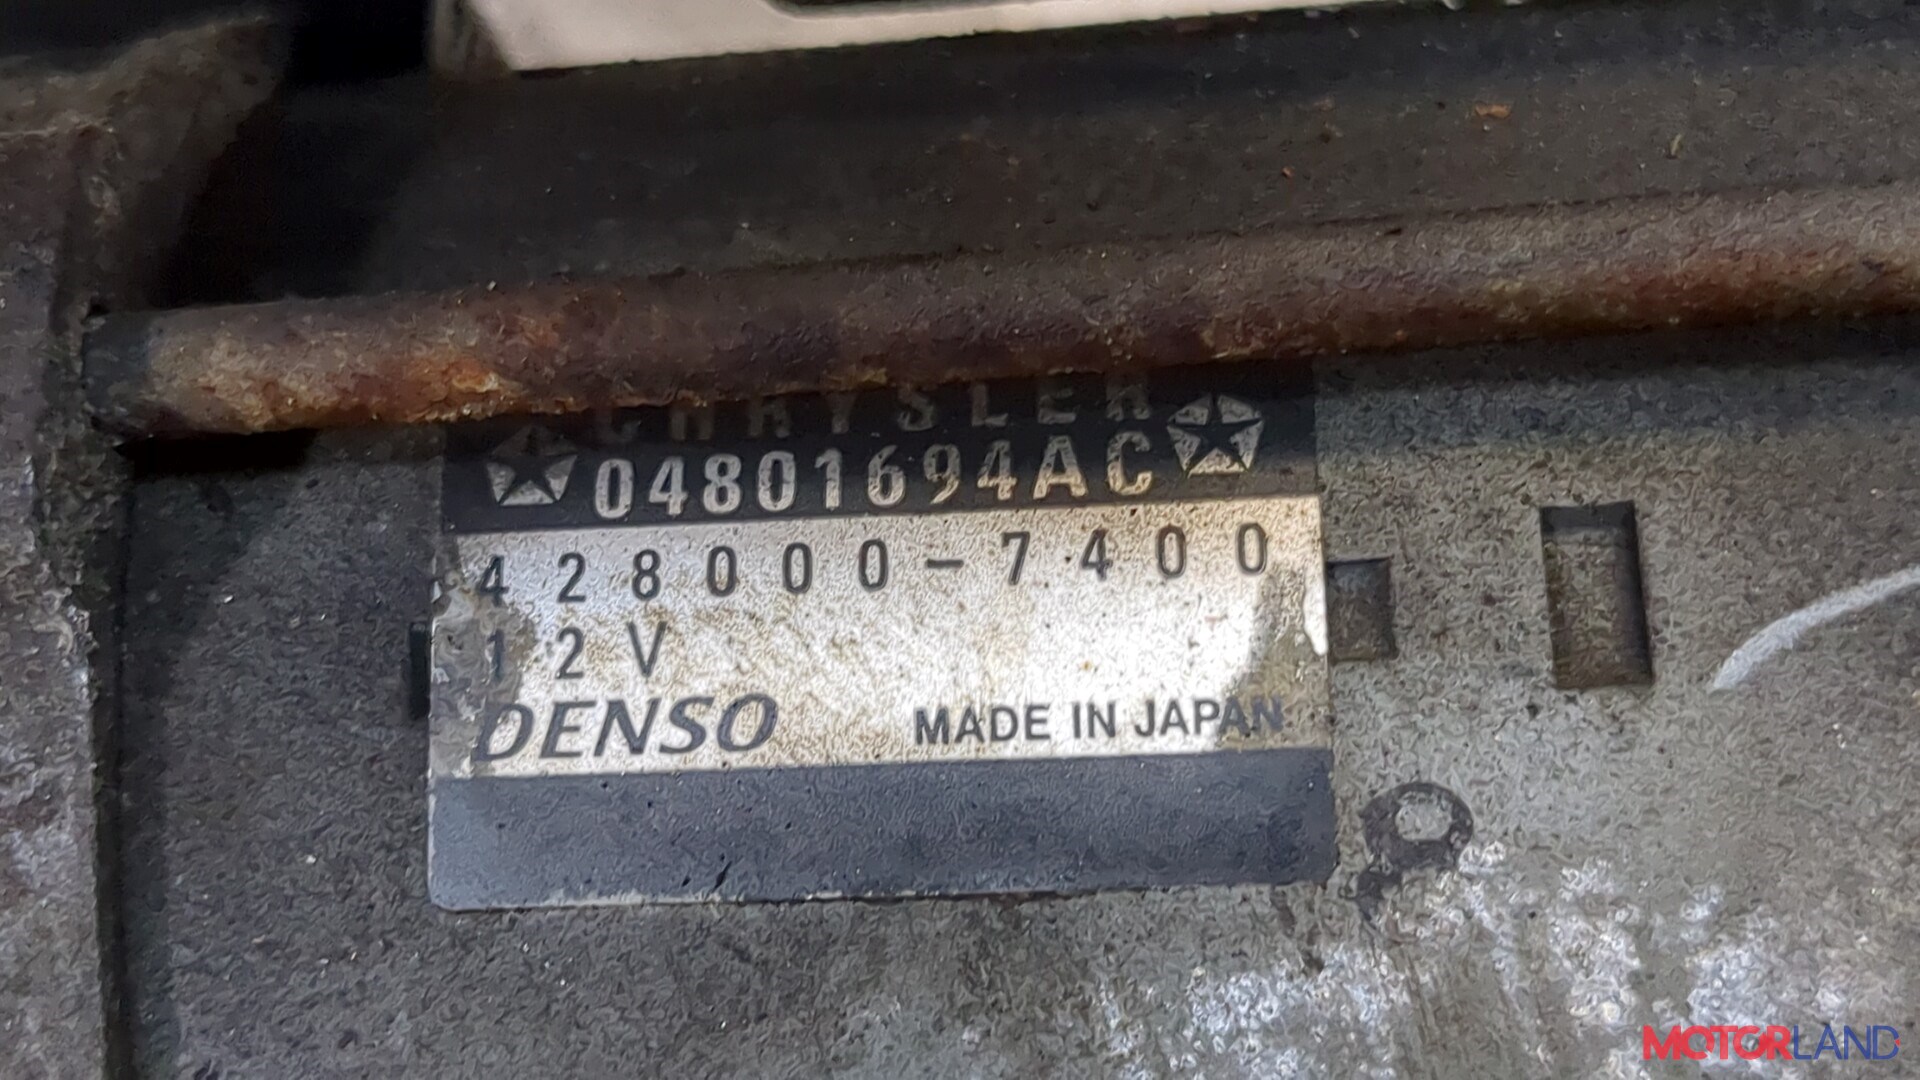 CHRYSLER
04801694AC
428000-7400
12V
DENSO MADE IN JAPAN
MOTORLAND